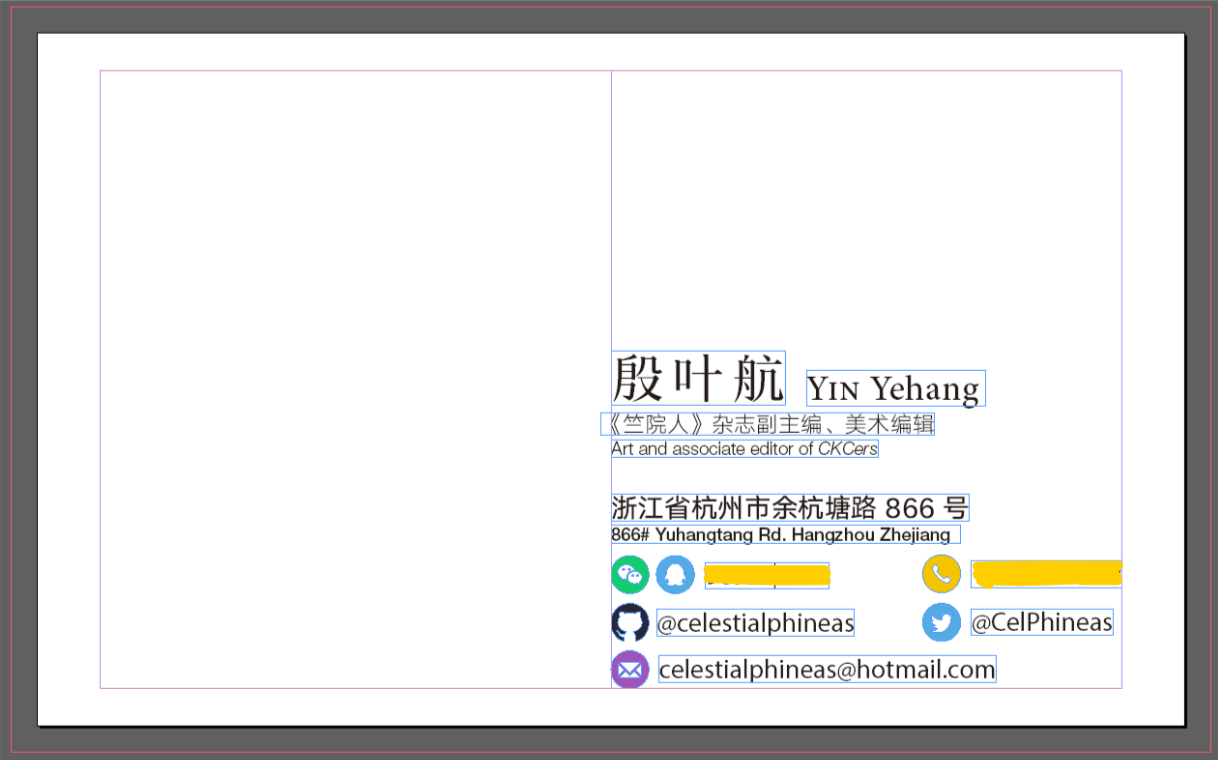 殷叶航 YIN Yehang
《竺院人》杂志副主编、美术编辑
Art and associate editor of CKCers
浙江省杭州市余杭塘路 866 号
866# Yuhangtang Rd. Hangzhou Zhejiang
@celestialphineas @CelPhineas
celestialphineas@hotmail.com